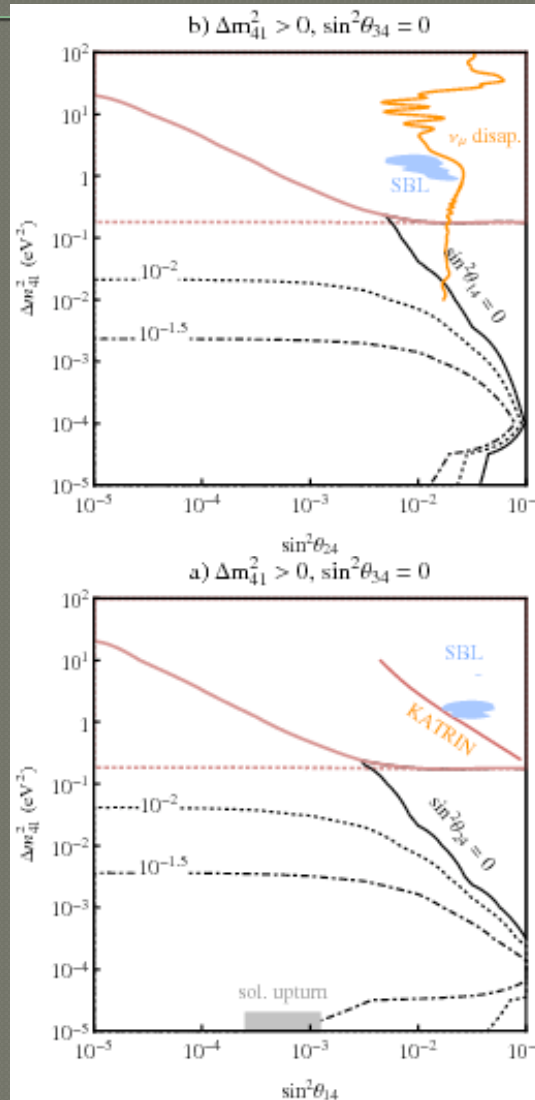 b) Δm²₄₁ > 0, sin²θ₃₄ = 0
10²
10¹
1
10⁻¹
10⁻²
10⁻³
10⁻⁴
10⁻⁵
Δm²₄₁ (eV²)
ν_μ disap.
SBL
sin²θ₁₄ = 0
10⁻²
10⁻¹·⁵
10⁻⁵ 10⁻⁴ 10⁻³ 10⁻² 10⁻
sin²θ₂₄
a) Δm²₄₁ > 0, sin²θ₃₄ = 0
10²
10¹
1
10⁻¹
10⁻²
10⁻³
10⁻⁴
10⁻⁵
Δm²₄₁ (eV²)
SBL
KATRIN
sin²θ₂₄ = 0
10⁻²
10⁻¹·⁵
sol. upturn
10⁻⁵ 10⁻⁴ 10⁻³ 10⁻² 10⁻
sin²θ₁₄